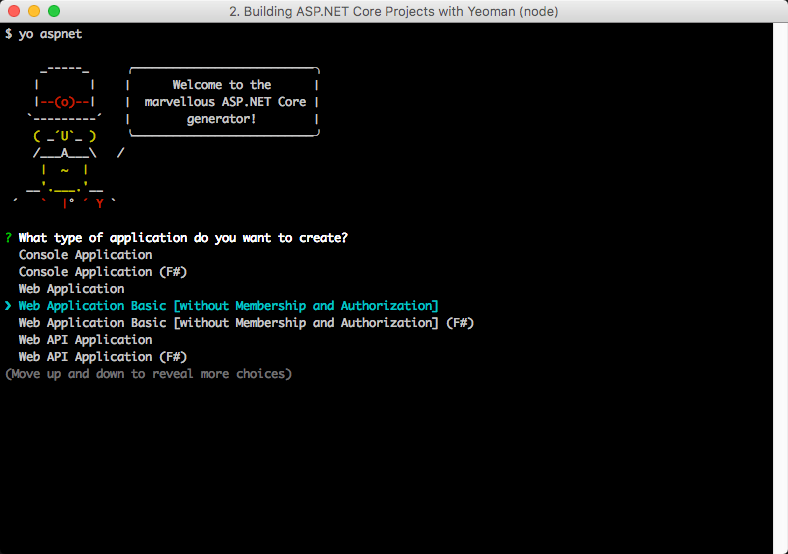 2. Building ASP.NET Core Projects with Yeoman (node)
$ yo aspnet
Welcome to the
marvellous ASP.NET Core
generator!
? What type of application do you want to create?
Console Application
Console Application (F#)
Web Application
❯ Web Application Basic [without Membership and Authorization]
Web Application Basic [without Membership and Authorization] (F#)
Web API Application
Web API Application (F#)
(Move up and down to reveal more choices)